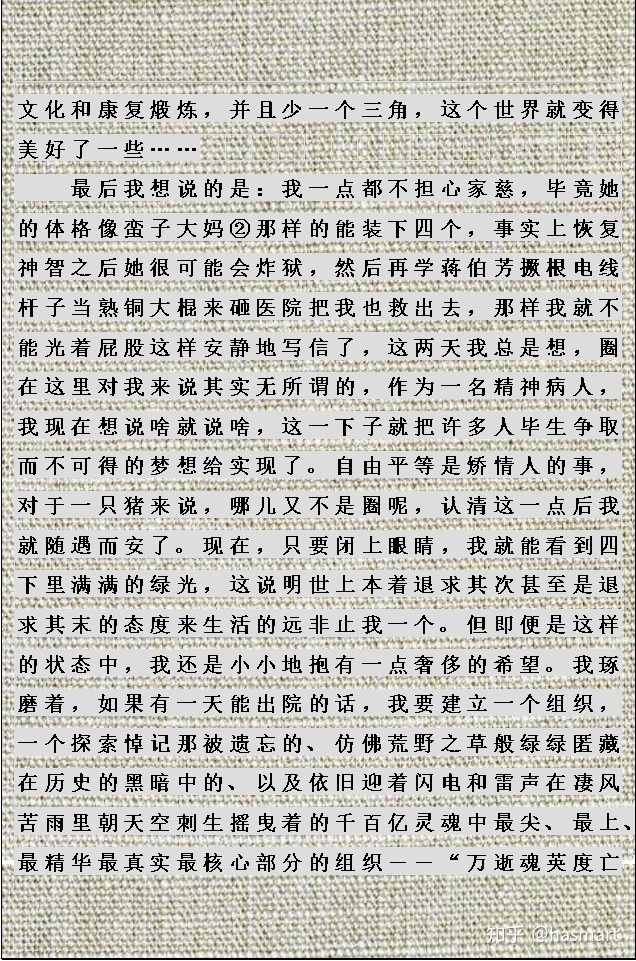 文化和康复煅炼，并且少一个三角，这个世界就变得
美好了一些……
最后我想说的是：我一点都不担心家慈，毕竟她
的体格像蛮子大妈②那样的能装下四个，事实上恢复
神智之后她很可能会炸狱，然后再学蒋伯芳撅根电线
杆子当熟铜大棍来砸医院把我也救出去，那样我就不
能光着屁股这样安静地写信了，这两天我总是想，圈
在这里对我来说其实无所谓的，作为一名精神病人，
我现在想说啥就说啥，这一下子就把许多人毕生争取
而不可得的梦想给实现了。自由平等是矫情人的事，
对于一只猪来说，哪儿又不是圈呢，认清这一点后我
就随遇而安了。现在，只要闭上眼睛，我就能看到四
下里满满的绿光，这说明世上本着退求其次甚至是退
求其末的态度来生活的远非止我一个。但即便是这样
的状态中，我还是小小地抱有一点奢侈的希望。我琢
磨着，如果有一天能出院的话，我要建立一个组织，
一个探索悼记那被遗忘的、仿佛荒野之草般绿绿匿藏
在历史的黑暗中的、以及依旧迎着闪电和雷声在凄风
苦雨里朝天空刺生摇曳着的千百亿灵魂中最尖、最上、
最精华最真实最核心部分的组织——“万逝魂英度亡
知乎 @hasmart